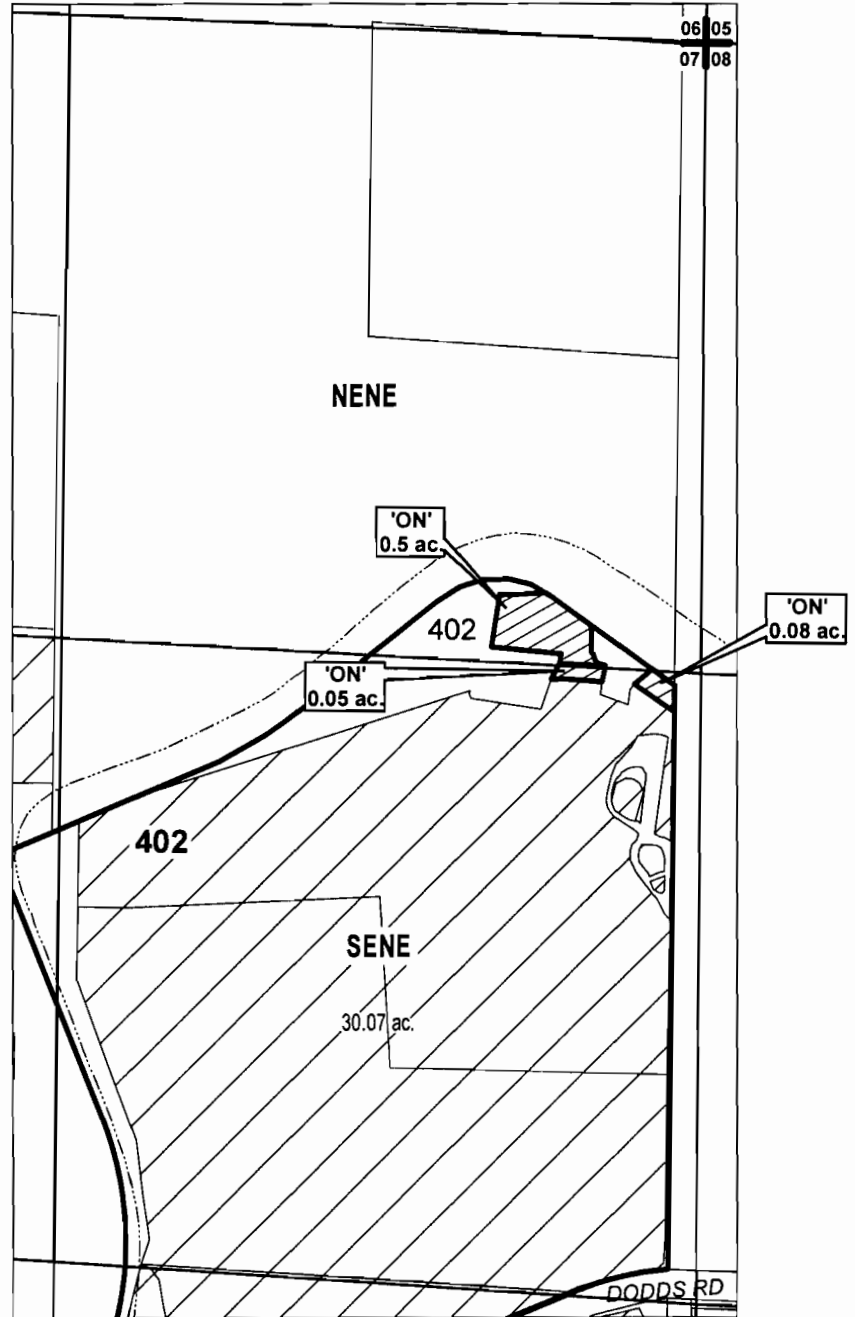 06 05
07 08
NENE
'ON'
0.5 ac.
402
'ON'
0.08 ac.
'ON'
0.05 ac.
402
SENE
30.07 ac.
DODDS RD